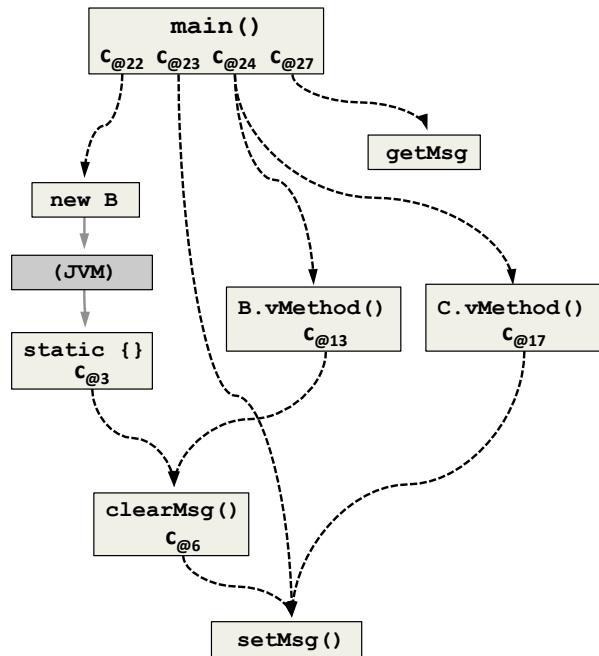 main()
C@22 C@23 C@24 C@27
getMsg
new B
(JVM)
B.vMethod()
C@13
C.vMethod()
C@17
static {}
C@3
clearMsg()
C@6
setMsg()